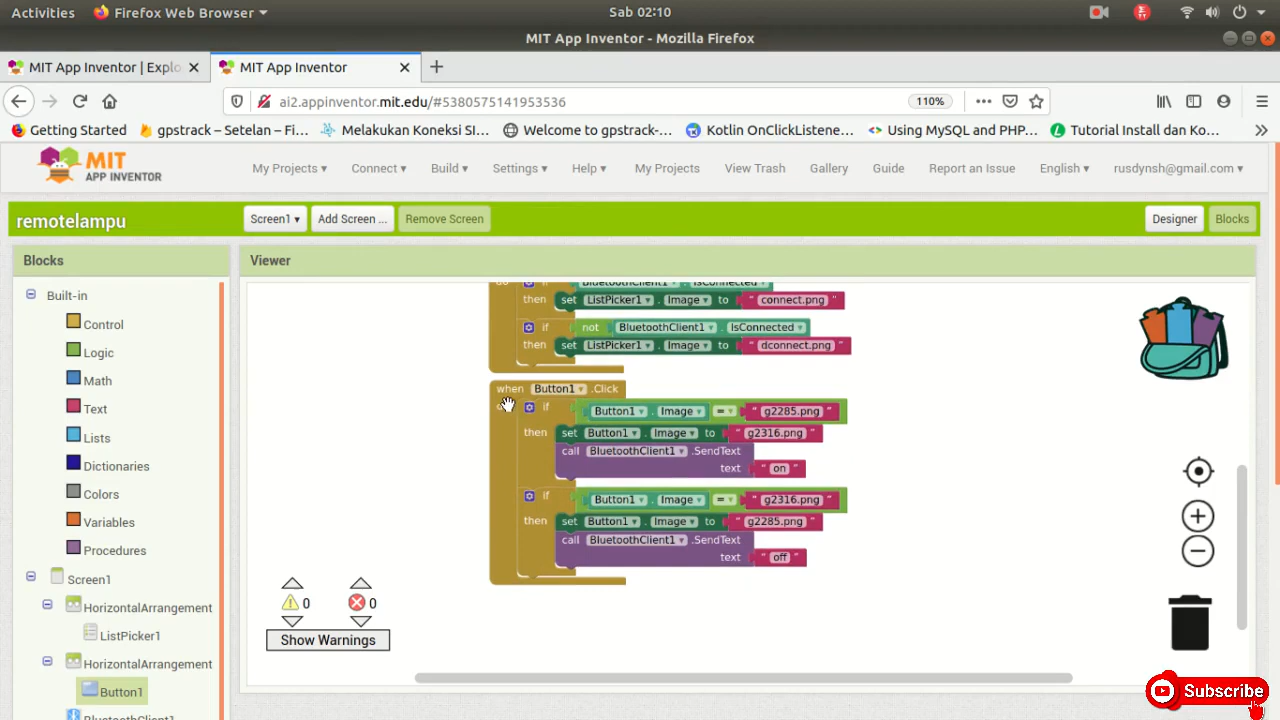 Activities Firefox Web Browser Sab 02:10
MIT App Inventor - Mozilla Firefox
MIT App Inventor | Explo MIT App Inventor
ai2.appinventor.mit.edu/#5380575141953536 110%
Getting Started gpstrack – Setelan – Fi... Melakukan Koneksi SI... Welcome to gpstrack-... Kotlin OnClickListene... Using MySQL and PHP... Tutorial Install dan Ko...
MIT
APP INVENTOR
My Projects Connect Build Settings Help My Projects View Trash Gallery Guide Report an Issue English rusdynsh@gmail.com
remotelampu Screen1 Add Screen ... Remove Screen Designer Blocks
Blocks
Viewer
Built-in
Control
Logic
Math
Text
Lists
Dictionaries
Colors
Variables
Procedures
Screen1
HorizontalArrangement
ListPicker1
HorizontalArrangement
Button1
BluetoothClient1
do if BluetoothClient1 . IsConnected
then set ListPicker1 . Image to " connect.png "
if not BluetoothClient1 . IsConnected
then set ListPicker1 . Image to " dconnect.png "
when Button1 .Click
if Button1 . Image = " g2285.png "
then set Button1 . Image to " g2316.png "
call BluetoothClient1 .SendText
text " on "
if Button1 . Image = " g2316.png "
then set Button1 . Image to " g2285.png "
call BluetoothClient1 .SendText
text " off "
0 0
Show Warnings
Subscribe